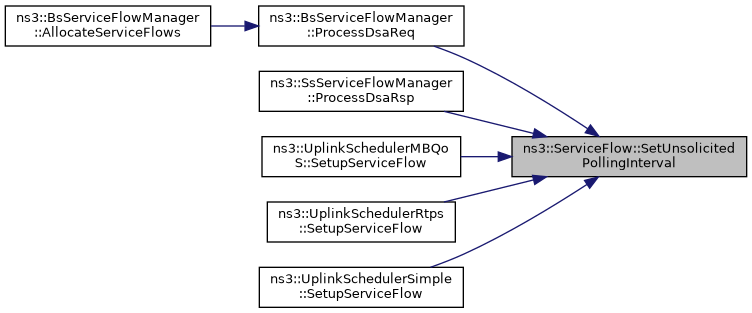 ns3::BsServiceFlowManager
::AllocateServiceFlows
ns3::BsServiceFlowManager
::ProcessDsaReq
ns3::SsServiceFlowManager
::ProcessDsaRsp
ns3::UplinkSchedulerMBQo
S::SetupServiceFlow
ns3::UplinkSchedulerRtps
::SetupServiceFlow
ns3::UplinkSchedulerSimple
::SetupServiceFlow
ns3::ServiceFlow::SetUnsolicited
PollingInterval